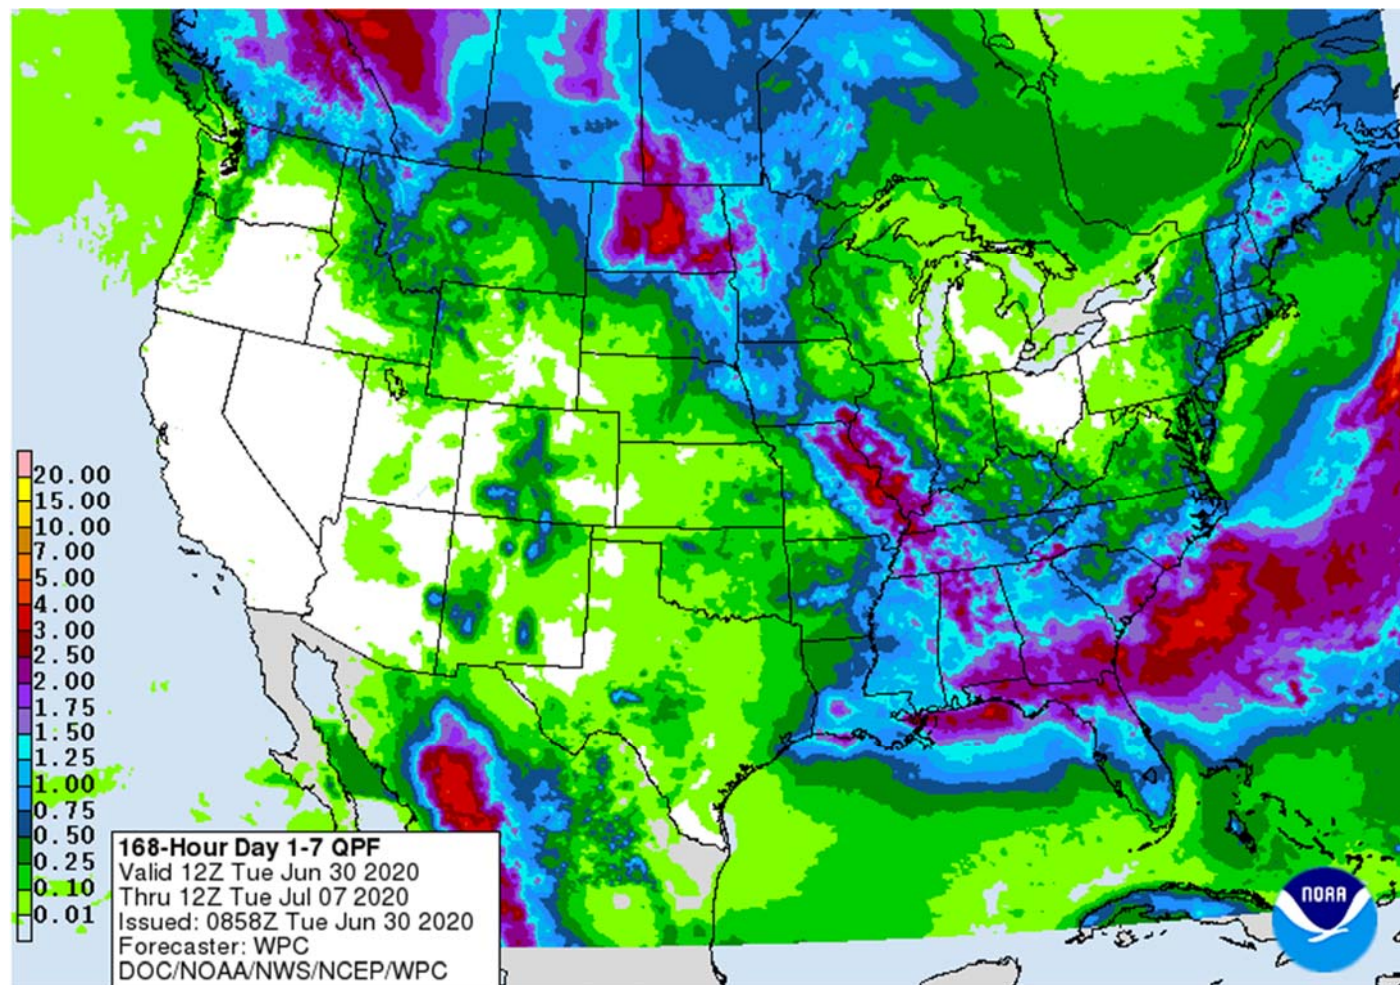 20.00
15.00
10.00
7.00
5.00
4.00
3.00
2.50
2.00
1.75
1.50
1.25
1.00
0.75
0.50
0.25
0.10
0.01
168-Hour Day 1-7 QPF
Valid 12Z Tue Jun 30 2020
Thru 12Z Tue Jul 07 2020
Issued: 0858Z Tue Jun 30 2020
Forecaster: WPC
DOC/NOAA/NWS/NCEP/WPC
NOAA